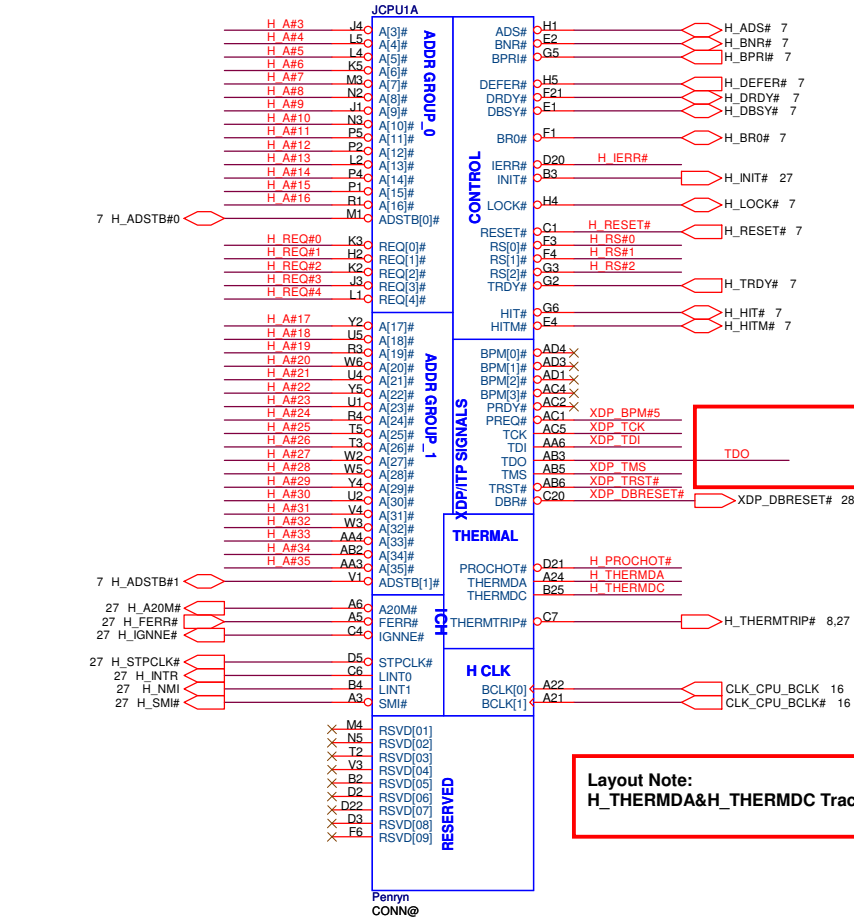 JCPU1A
H_A#3 J4 A[3]# ADS# H1 H_ADS# 7
H_A#4 L5 A[4]# BNR# E2 H_BNR# 7
H_A#5 L4 A[5]# BPRI# G5 H_BPRI# 7
H_A#6 K5 A[6]#
H_A#7 M3 A[7]# DEFER# H5 H_DEFER# 7
H_A#8 N2 A[8]# DRDY# F21 H_DRDY# 7
H_A#9 J1 A[9]# DBSY# E1 H_DBSY# 7
H_A#10 N3 A[10]#
H_A#11 P5 A[11]# BR0# F1 H_BR0# 7
H_A#12 P2 A[12]#
H_A#13 L2 A[13]# IERR# D20 H_IERR#
H_A#14 P4 A[14]# INIT# B3 H_INIT# 27
H_A#15 P1 A[15]#
H_A#16 R1 A[16]# LOCK# H4 H_LOCK# 7
7 H_ADSTB#0 M1 ADSTB[0]#
ADDR GROUP_0
CONTROL
RESET# C1 H_RESET# H_RESET# 7
H_REQ#0 K3 REQ[0]# RS[0]# F3 H_RS#0
H_REQ#1 H2 REQ[1]# RS[1]# F4 H_RS#1
H_REQ#2 K2 REQ[2]# RS[2]# G3 H_RS#2
H_REQ#3 J3 REQ[3]# TRDY# G2 H_TRDY# 7
H_REQ#4 L1 REQ[4]#
HIT# G6 H_HIT# 7
H_A#17 Y2 A[17]# HITM# E4 H_HITM# 7
H_A#18 U5 A[18]#
H_A#19 R3 A[19]# BPM[0]# AD4
H_A#20 W6 A[20]# BPM[1]# AD3
H_A#21 U4 A[21]# BPM[2]# AD1
H_A#22 Y5 A[22]# BPM[3]# AC4
H_A#23 U1 A[23]# PRDY# AC2
H_A#24 R4 A[24]# PREQ# AC1 XDP_BPM#5
H_A#25 T5 A[25]# TCK AC5 XDP_TCK
H_A#26 T3 A[26]# TDI AA6 XDP_TDI
H_A#27 W2 A[27]# TDO AB3 TDO
H_A#28 W5 A[28]# TMS AB5 XDP_TMS
H_A#29 Y4 A[29]# TRST# AB6 XDP_TRST#
H_A#30 U2 A[30]# DBR# C20 XDP_DBRESET# XDP_DBRESET# 28
H_A#31 V4 A[31]#
H_A#32 W3 A[32]#
H_A#33 AA4 A[33]#
H_A#34 AB2 A[34]#
H_A#35 AA3 A[35]#
7 H_ADSTB#1 V1 ADSTB[1]#
ADDR GROUP_1
XDP/ITP SIGNALS
THERMAL
PROCHOT# D21 H_PROCHOT#
THERMDA A24 H_THERMDA
THERMDC B25 H_THERMDC
27 H_A20M# A6 A20M#
27 H_FERR# A5 FERR# THERMTRIP# C7 H_THERMTRIP# 8,27
27 H_IGNNE# C4 IGNNE#
ICH
27 H_STPCLK# D5 STPCLK#
27 H_INTR C6 LINT0
27 H_NMI B4 LINT1
27 H_SMI# A3 SMI#
H CLK
BCLK[0] A22 CLK_CPU_BCLK 16
BCLK[1] A21 CLK_CPU_BCLK# 16
M4 RSVD[01]
N5 RSVD[02]
T2 RSVD[03]
V3 RSVD[04]
B2 RSVD[05]
D2 RSVD[06]
D22 RSVD[07]
D3 RSVD[08]
F6 RSVD[09]
RESERVED
Layout Note:
H_THERMDA&H_THERMDC Trac
Penryn
CONN@